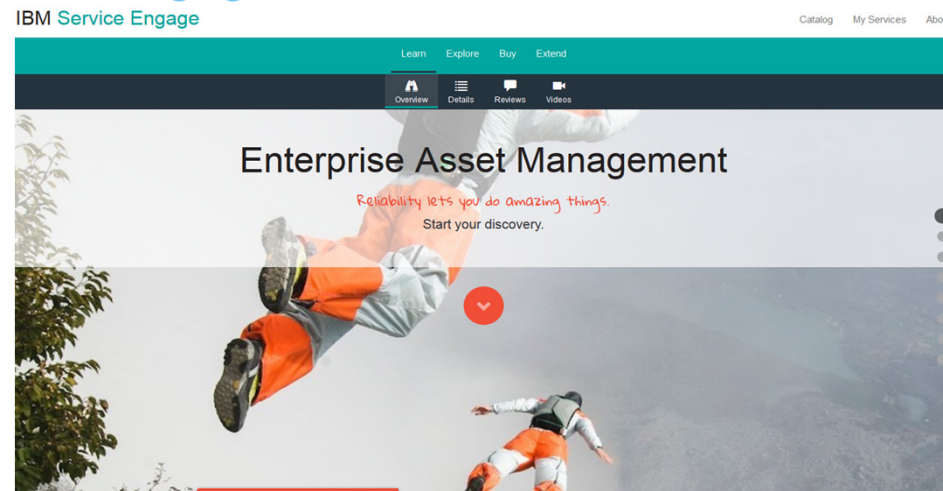 IBM Service Engage
Catalog My Services
Learn Explore Buy Extend
Overview Details Reviews Videos
Enterprise Asset Management
Reliability lets you do amazing things.
Start your discovery.